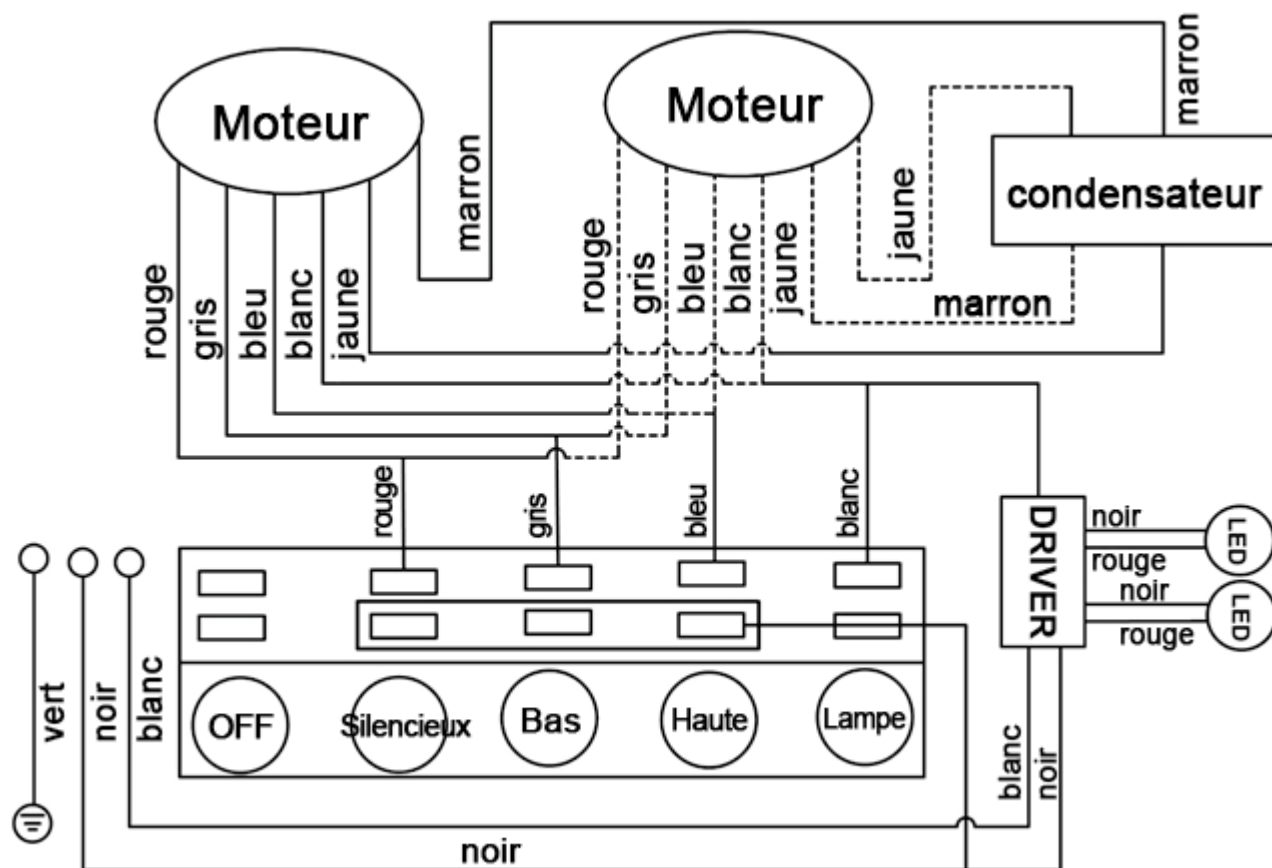 Moteur
Moteur
marron
marron
condensateur
rouge
gris
bleu
blanc
jaune
rouge
gris
bleu
blanc
jaune
jaune
marron
rouge
gris
bleu
blanc
DRIVER
noir
rouge
LED
noir
rouge
LED
vert
noir
blanc
OFF
Silencieux
Bas
Haute
Lampe
blanc
noir
noir